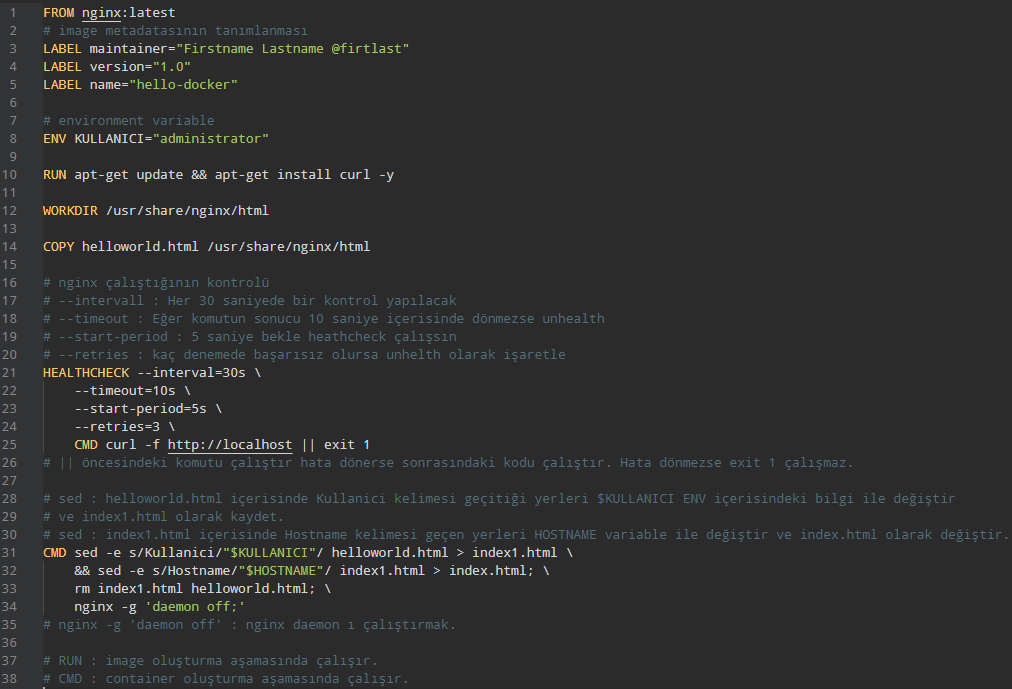 1 FROM nginx:latest
2 # image metadatasının tanımlanması
3 LABEL maintainer="Firstname Lastname @firtlast"
4 LABEL version="1.0"
5 LABEL name="hello-docker"
6
7 # environment variable
8 ENV KULLANICI="administrator"
9
10 RUN apt-get update && apt-get install curl -y
11
12 WORKDIR /usr/share/nginx/html
13
14 COPY helloworld.html /usr/share/nginx/html
15
16 # nginx çalıştığının kontrolü
17 # --intervall : Her 30 saniyede bir kontrol yapılacak
18 # --timeout : Eğer komutun sonucu 10 saniye içerisinde dönmezse unhealth
19 # --start-period : 5 saniye bekle heathcheck çalışsın
20 # --retries : kaç denemede başarısız olursa unhelth olarak işaretle
21 HEALTHCHECK --interval=30s \
22     --timeout=10s \
23     --start-period=5s \
24     --retries=3 \
25     CMD curl -f http://localhost || exit 1
26 # || öncesindeki komutu çalıştır hata dönerse sonrasındaki kodu çalıştır. Hata dönmezse exit 1 çalışmaz.
27
28 # sed : helloworld.html içerisinde Kullanici kelimesi geçitiği yerleri $KULLANICI ENV içerisindeki bilgi ile değiştir
29 # ve index1.html olarak kaydet.
30 # sed : index1.html içerisinde Hostname kelimesi geçen yerleri HOSTNAME variable ile değiştir ve index.html olarak değiştir.
31 CMD sed -e s/Kullanici/"$KULLANICI"/ helloworld.html > index1.html \
32     && sed -e s/Hostname/"$HOSTNAME"/ index1.html > index.html; \
33     rm index1.html helloworld.html; \
34     nginx -g 'daemon off;'
35 # nginx -g 'daemon off' : nginx daemon ı çalıştırmak.
36
37 # RUN : image oluşturma aşamasında çalışır.
38 # CMD : container oluşturma aşamasında çalışır.